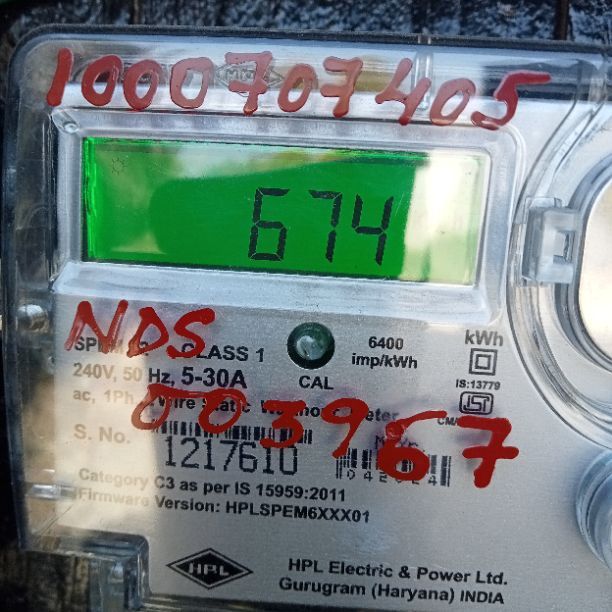 1000707405
674
NDS
CLASS 1
6400
imp/kWh
kWh
240V, 50 Hz, 5-30A
CAL
IS:13779
ac, 1Ph
003967
S. No.
1217610
042024
Category C3 as per IS 15959:2011
Firmware Version: HPLSPEM6XXX01
HPL
HPL Electric & Power Ltd.
Gurugram (Haryana) INDIA